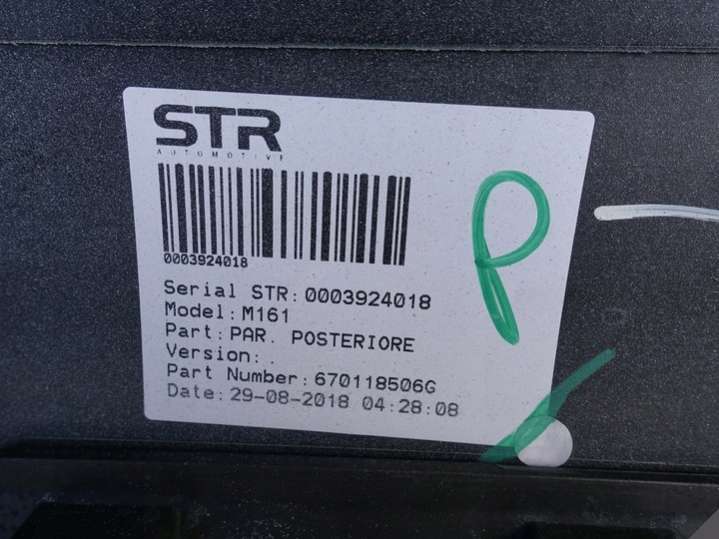 STR
AUTOMOTIVE
0003924018
Serial STR: 0003924018
Model: M161
Part: PAR. POSTERIORE
Version: .
Part Number: 670118506G
Date: 29-08-2018 04:28:08
P